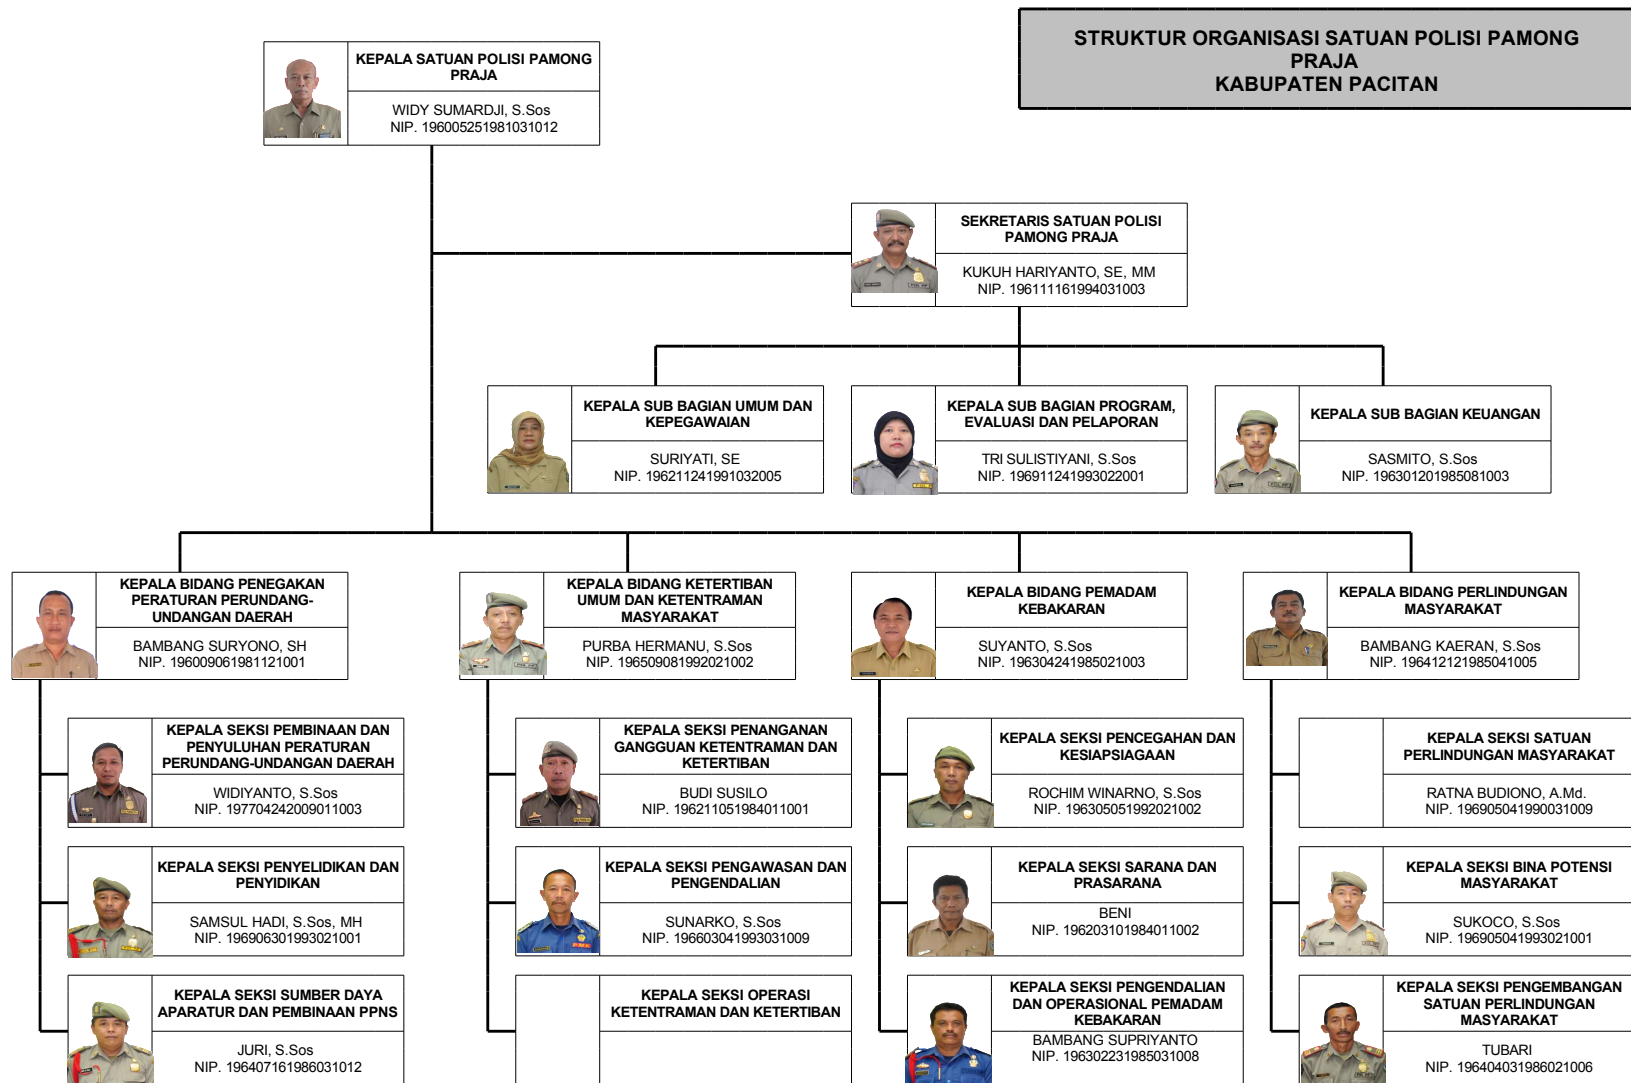 STRUKTUR ORGANISASI SATUAN POLISI PAMONG
PRAJA
KABUPATEN PACITAN
KEPALA SATUAN POLISI PAMONG
PRAJA
WIDY SUMARDJI, S.Sos
NIP. 196005251981031012
SEKRETARIS SATUAN POLISI
PAMONG PRAJA
KUKUH HARIYANTO, SE, MM
NIP. 196111161994031003
KEPALA SUB BAGIAN UMUM DAN
KEPEGAWAIAN
SURIYATI, SE
NIP. 196211241991032005
KEPALA SUB BAGIAN PROGRAM,
EVALUASI DAN PELAPORAN
TRI SULISTIYANI, S.Sos
NIP. 196911241993022001
KEPALA SUB BAGIAN KEUANGAN
SASMITO, S.Sos
NIP. 196301201985081003
KEPALA BIDANG PENEGAKAN
PERATURAN PERUNDANG-
UNDANGAN DAERAH
BAMBANG SURYONO, SH
NIP. 196009061981121001
KEPALA BIDANG KETERTIBAN
UMUM DAN KETENTRAMAN
MASYARAKAT
PURBA HERMANU, S.Sos
NIP. 196509081992021002
KEPALA BIDANG PEMADAM
KEBAKARAN
SUYANTO, S.Sos
NIP. 196304241985021003
KEPALA BIDANG PERLINDUNGAN
MASYARAKAT
BAMBANG KAERAN, S.Sos
NIP. 196412121985041005
KEPALA SEKSI PEMBINAAN DAN
PENYULUHAN PERATURAN
PERUNDANG-UNDANGAN DAERAH
WIDIYANTO, S.Sos
NIP. 197704242009011003
KEPALA SEKSI PENANGANAN
GANGGUAN KETENTRAMAN DAN
KETERTIBAN
BUDI SUSILO
NIP. 196211051984011001
KEPALA SEKSI PENCEGAHAN DAN
KESIAPSIAGAAN
ROCHIM WINARNO, S.Sos
NIP. 196305051992021002
KEPALA SEKSI SATUAN
PERLINDUNGAN MASYARAKAT
RATNA BUDIONO, A.Md.
NIP. 196905041990031009
KEPALA SEKSI PENYELIDIKAN DAN
PENYIDIKAN
SAMSUL HADI, S.Sos, MH
NIP. 196906301993021001
KEPALA SEKSI PENGAWASAN DAN
PENGENDALIAN
SUNARKO, S.Sos
NIP. 196603041993031009
KEPALA SEKSI SARANA DAN
PRASARANA
BENI
NIP. 196203101984011002
KEPALA SEKSI BINA POTENSI
MASYARAKAT
SUKOCO, S.Sos
NIP. 196905041993021001
KEPALA SEKSI SUMBER DAYA
APARATUR DAN PEMBINAAN PPNS
JURI, S.Sos
NIP. 196407161986031012
KEPALA SEKSI OPERASI
KETENTRAMAN DAN KETERTIBAN
KEPALA SEKSI PENGENDALIAN
DAN OPERASIONAL PEMADAM
KEBAKARAN
BAMBANG SUPRIYANTO
NIP. 196302231985031008
KEPALA SEKSI PENGEMBANGAN
SATUAN PERLINDUNGAN
MASYARAKAT
TUBARI
NIP. 196404031986021006